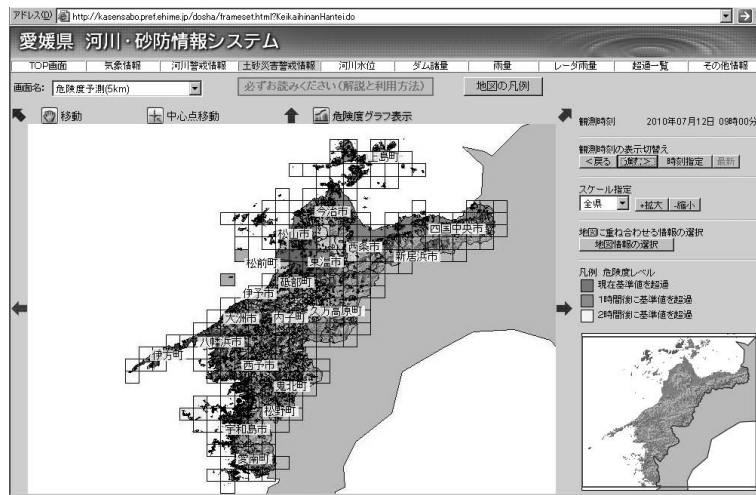 アドレス(D) http://kasensabo.pref.ehime.jp/dosha/frameset.html?KeikaihinanHantei.do
愛媛県 河川・砂防情報システム
TOP画面 気象情報 河川警戒情報 土砂災害警戒情報 河川水位 ダム諸量 雨量 レーダ雨量 超過一覧 その他情報
画面名: 危険度予測(5km) 必ずお読みください(解説と利用方法) 地図の凡例
移動 中心点移動 危険度グラフ表示
観測時刻 2010年07月12日 09時00分
観測時刻の表示切替え
<戻る 進む> 時刻指定 最新
スケール指定
全県 +拡大 -縮小
地図に重ね合わせる情報の選択
地図情報の選択
凡例 危険度レベル
現在基準値を超過
1時間後に基準値を超過
2時間後に基準値を超過
上島町
今治市
松山市
西条市
四国中央市
新居浜市
東温市
松前町
砥部町
伊予市
久万高原町
大洲市
内子町
八幡浜市
伊方町
西予市
鬼北町
松野町
宇和島市
愛南町